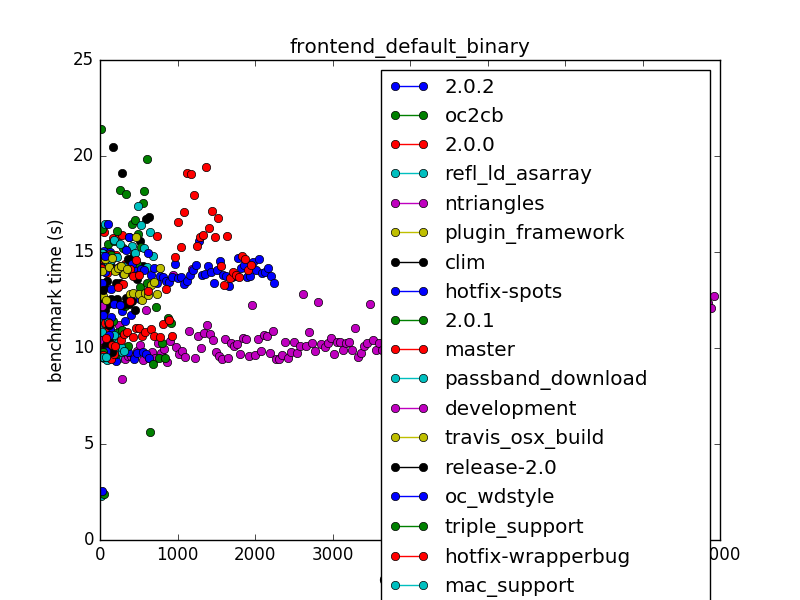 frontend_default_binary
25
20
15
10
5
0
benchmark time (s)
0
1000
2000
3000
000
2.0.2
oc2cb
2.0.0
refl_ld_asarray
ntriangles
plugin_framework
clim
hotfix-spots
2.0.1
master
passband_download
development
travis_osx_build
release-2.0
oc_wdstyle
triple_support
hotfix-wrapperbug
mac_support